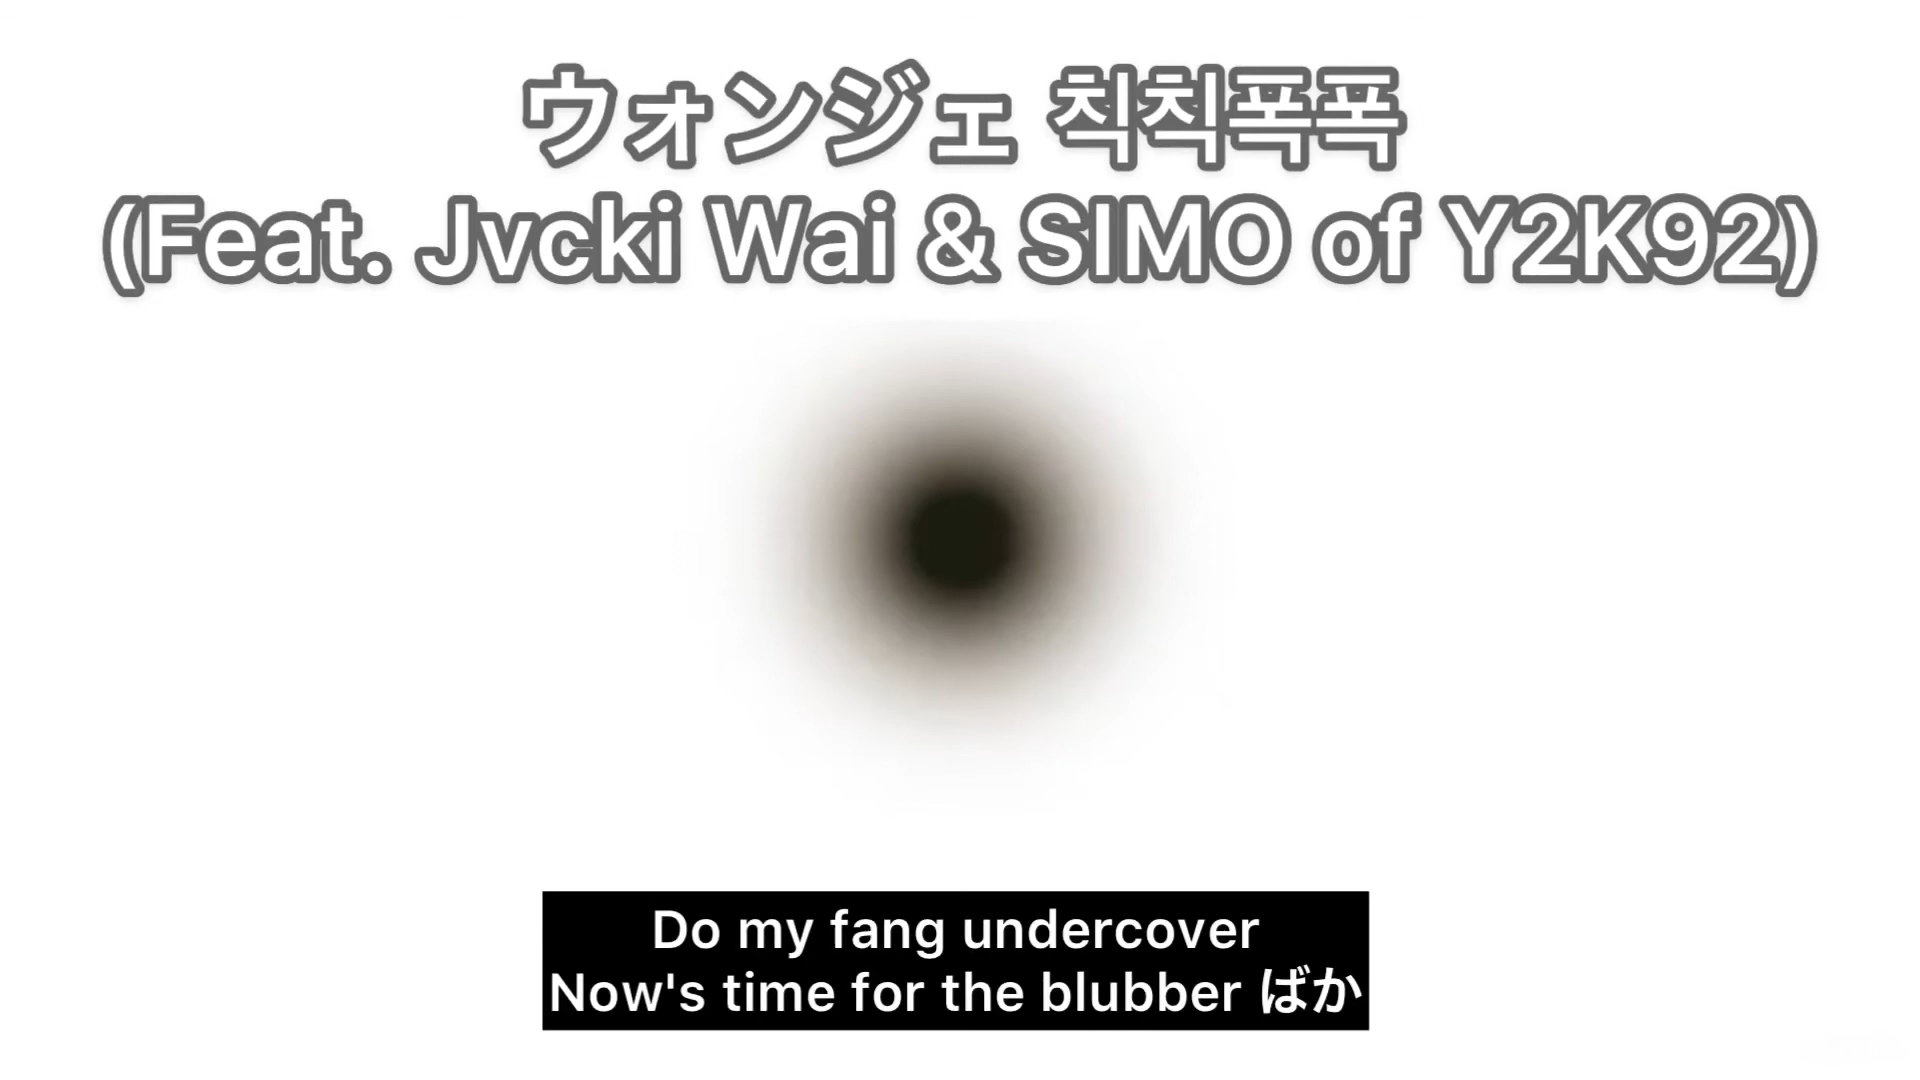 ウォンジェ 칙칙폭폭
(Feat. Jvcki Wai & SIMO of Y2K92)
Do my fang undercover
Now's time for the blubber ばか